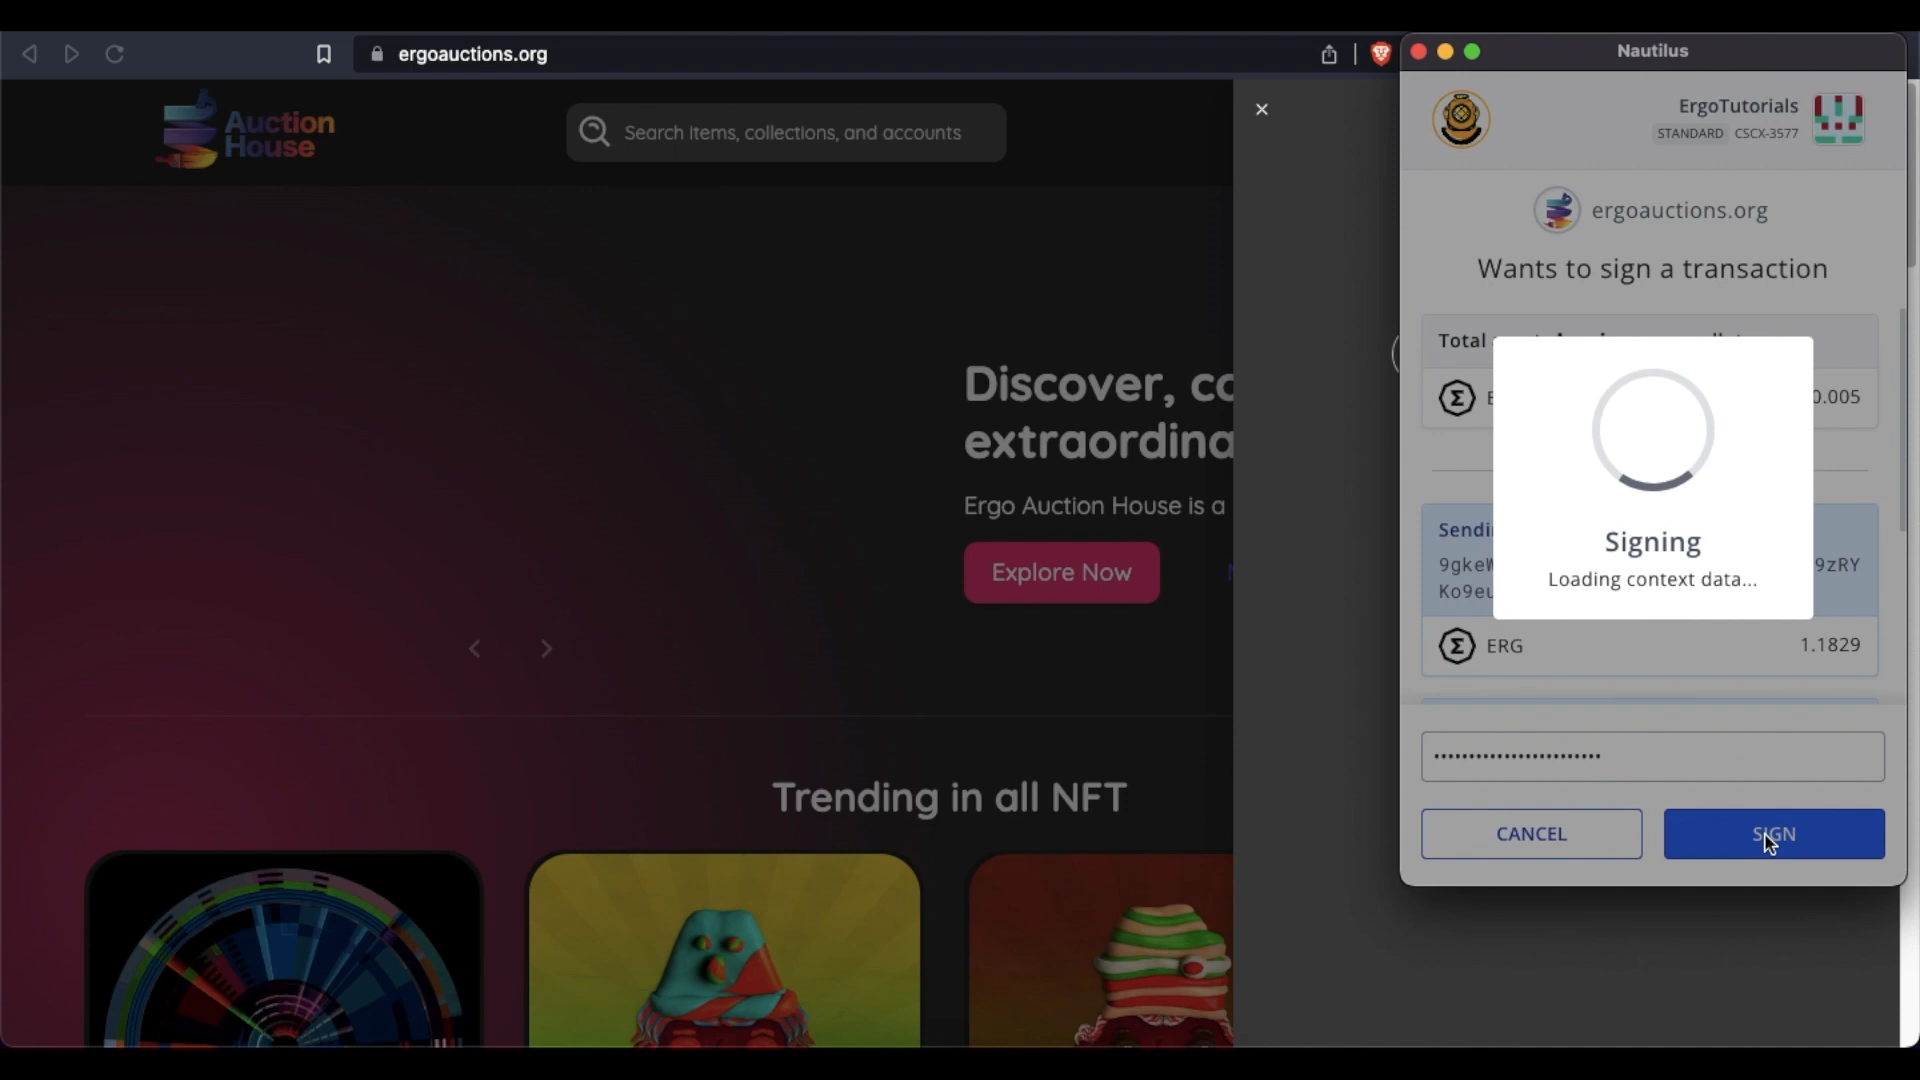 ergoauctions.org
Nautilus
Auction
House
Search items, collections, and accounts
ErgoTutorials
STANDARD CSCX-3577
ergoauctions.org
Wants to sign a transaction
Total
0.005
Signing
Loading context data...
Sendi
9gkeW
9zRY
Ko9eu
ERG 1.1829
Discover, co
extraordina
Ergo Auction House is a
Explore Now
Trending in all NFT
CANCEL
SIGN